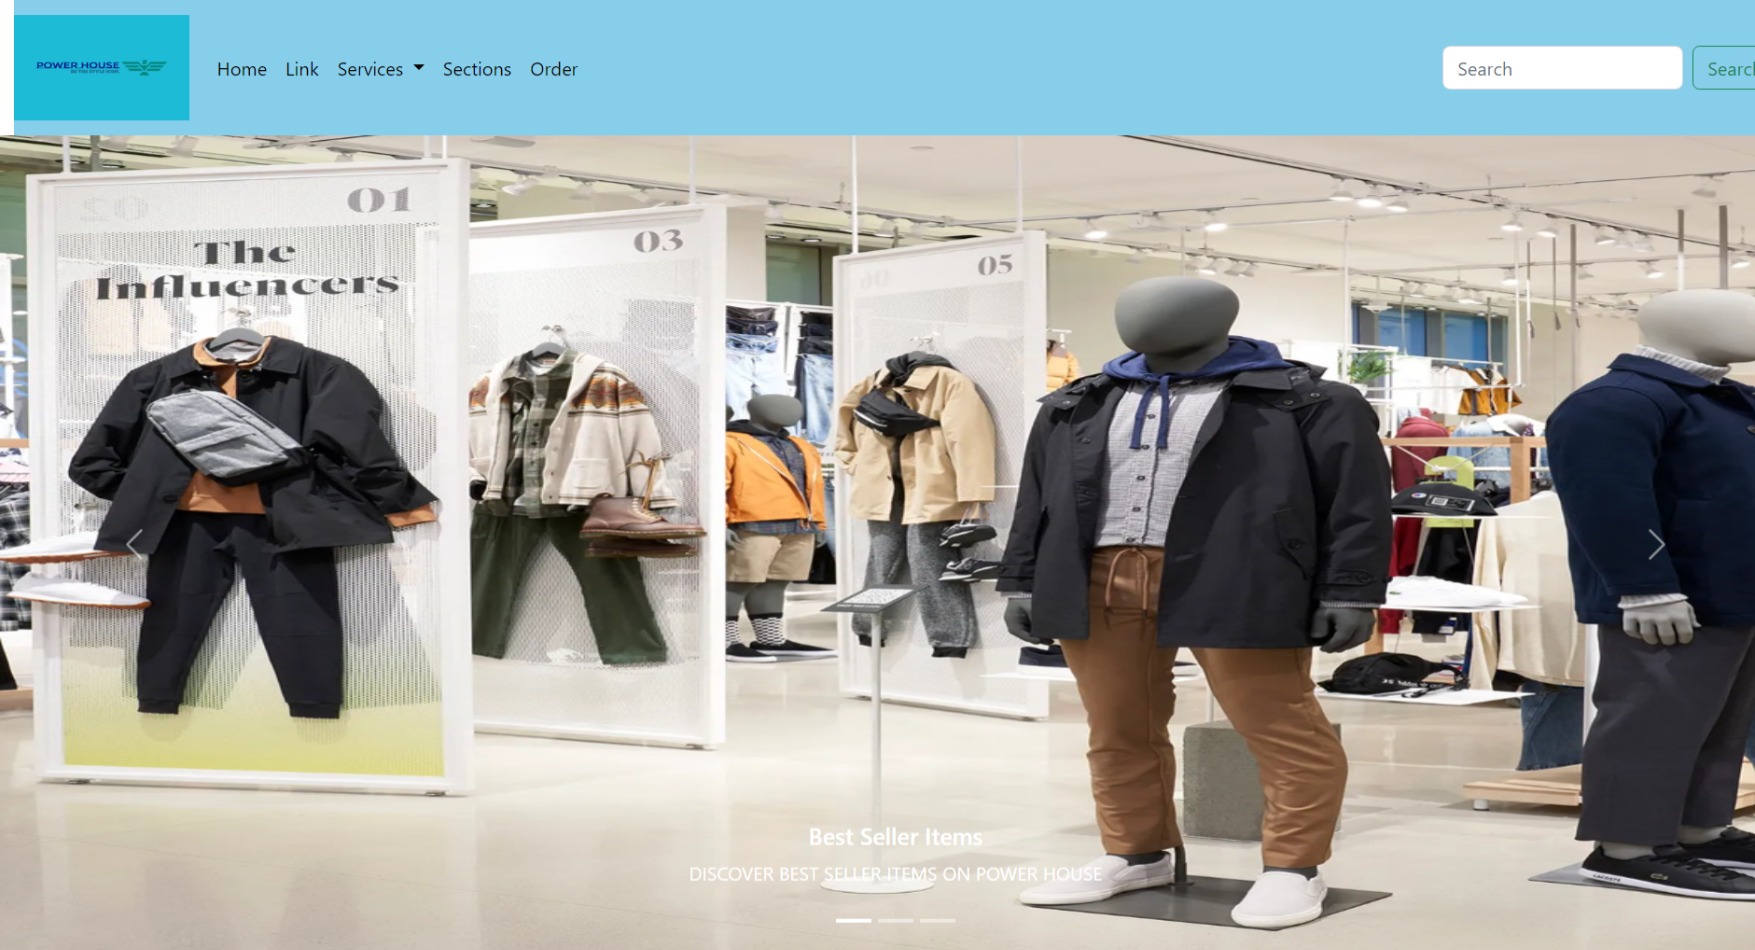 POWER HOUSE
Home
Link
Services
Sections
Order
Search
Search
01
The
Influencers
03
05
Best Seller Items
DISCOVER BEST SELLER ITEMS ON POWER HOUSE